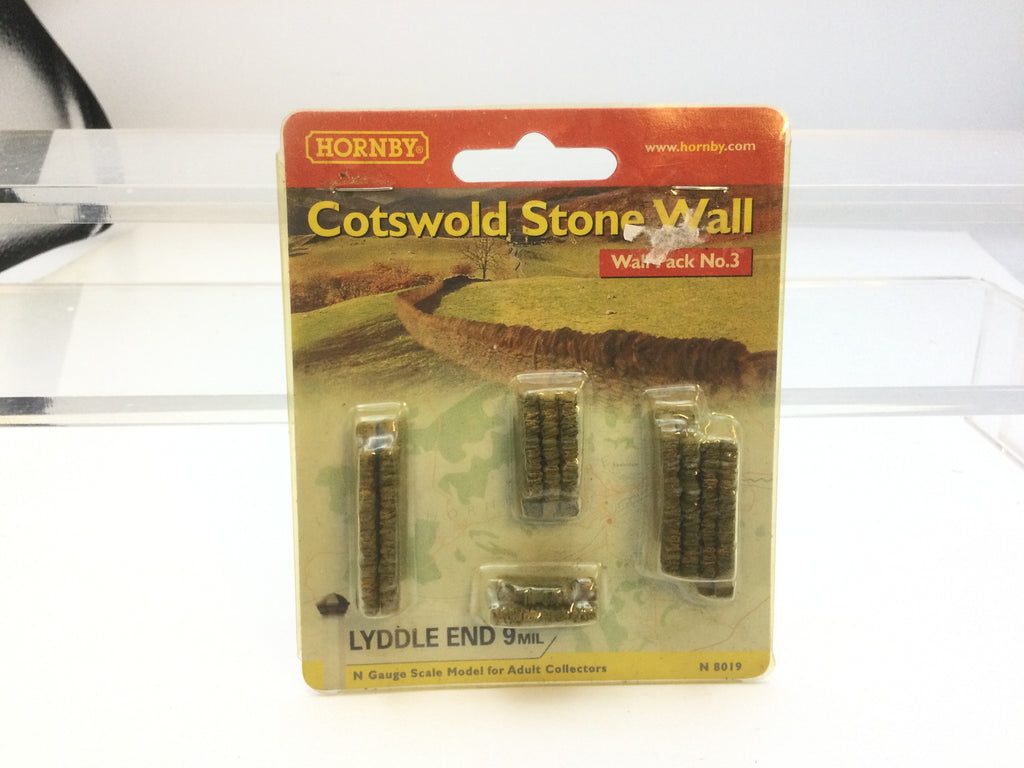 HORNBY®
www.hornby.com
Cotswold Stone Wall
Wall Pack No.3
LYDDLE END 9MIL
N Gauge Scale Model for Adult Collectors
N 8019